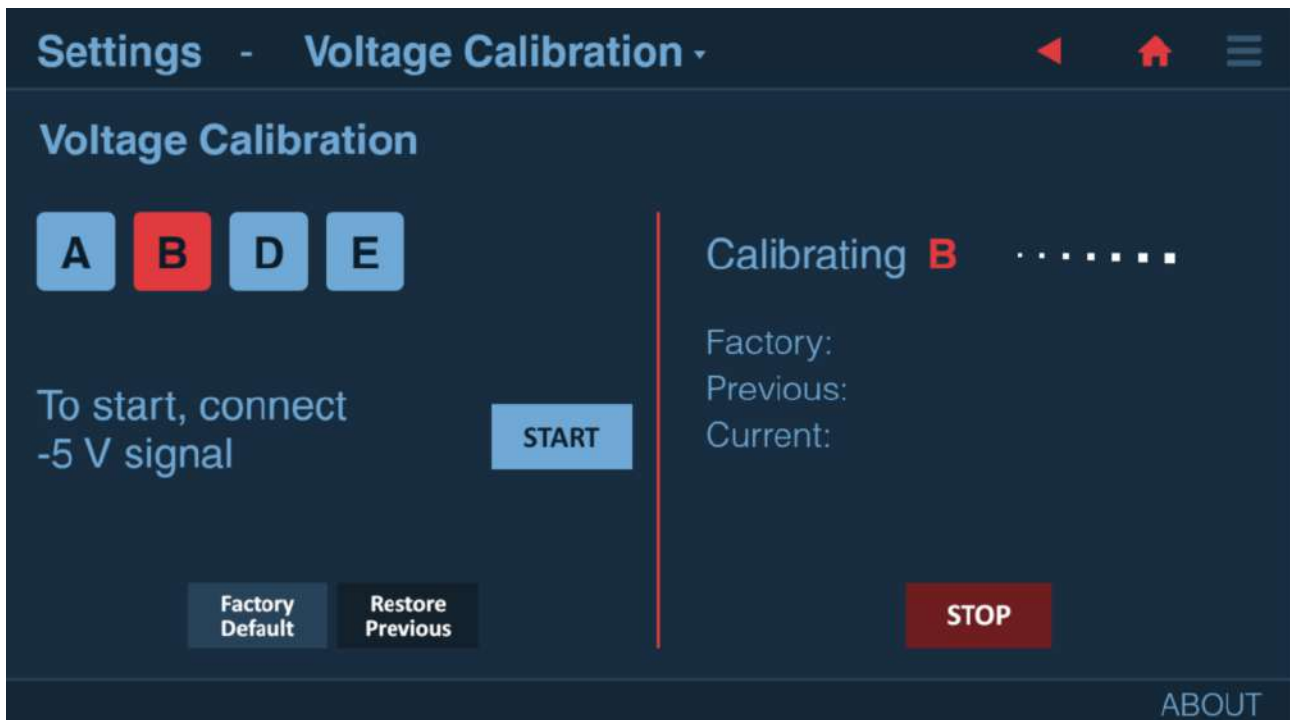 Settings - Voltage Calibration
Voltage Calibration
A B D E
To start, connect
-5 V signal
START
Factory
Default
Restore
Previous
Calibrating B
Factory:
Previous:
Current:
STOP
ABOUT